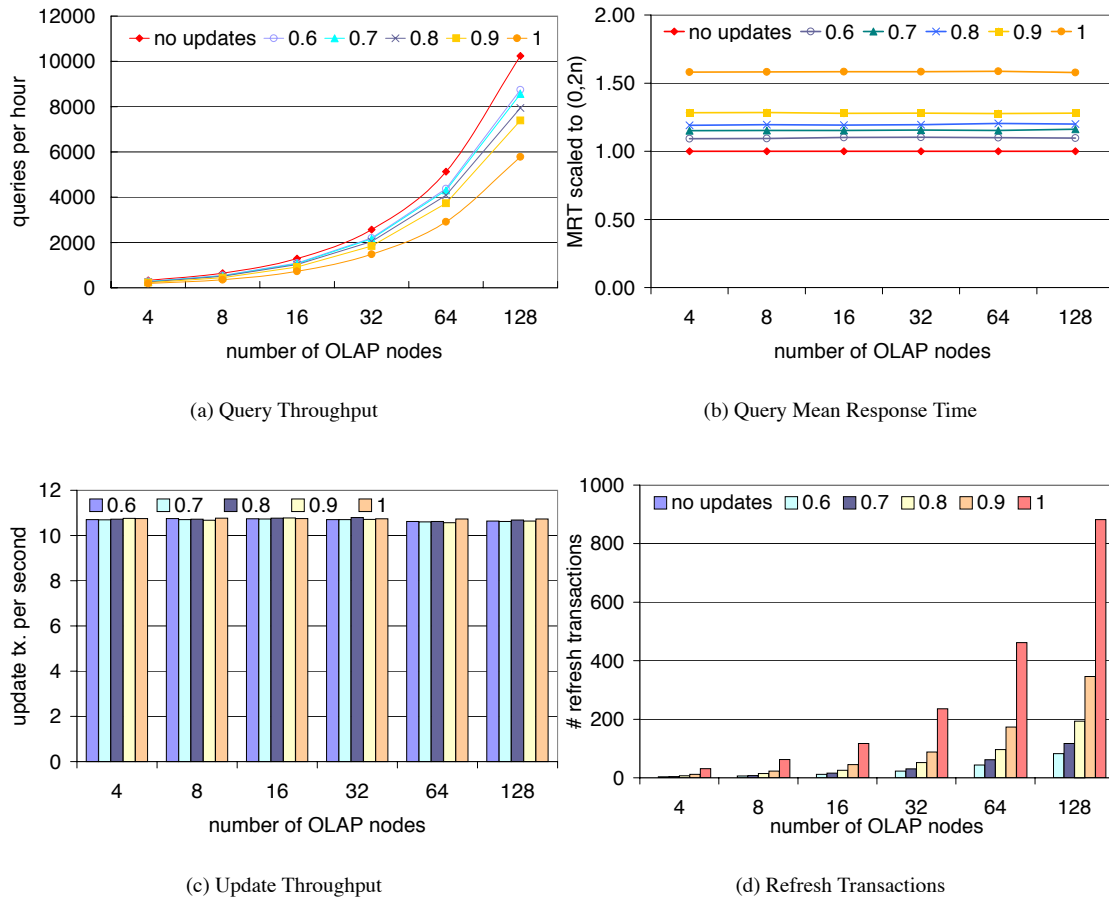 12000
10000
8000
6000
4000
2000
0
queries per hour
no updates 0.6 0.7 0.8 0.9 1
4 8 16 32 64 128
number of OLAP nodes
(a) Query Throughput
2.00
1.50
1.00
0.50
0.00
MRT scaled to (0,2n)
no updates 0.6 0.7 0.8 0.9 1
4 8 16 32 64 128
number of OLAP nodes
(b) Query Mean Response Time
12
10
8
6
4
2
0
update tx. per second
0.6 0.7 0.8 0.9 1
4 8 16 32 64 128
number of OLAP nodes
(c) Update Throughput
1000
800
600
400
200
0
# refresh transactions
no updates 0.6 0.7 0.8 0.9 1
4 8 16 32 64 128
number of OLAP nodes
(d) Refresh Transactions